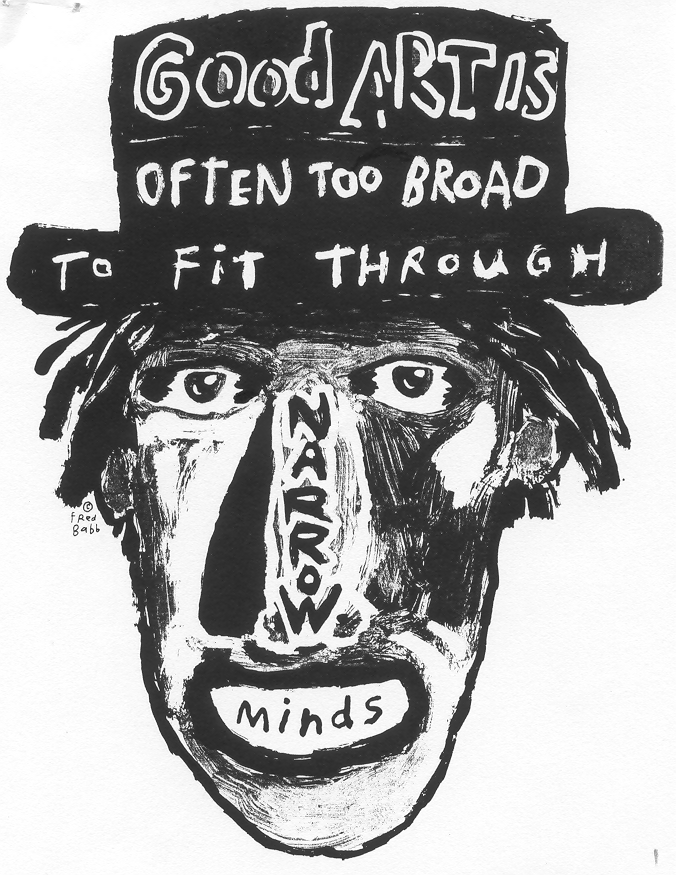 GOOD ART IS
OFTEN TOO BROAD
To FiT THROUGH
NARROW
minds
© FRed
Babb